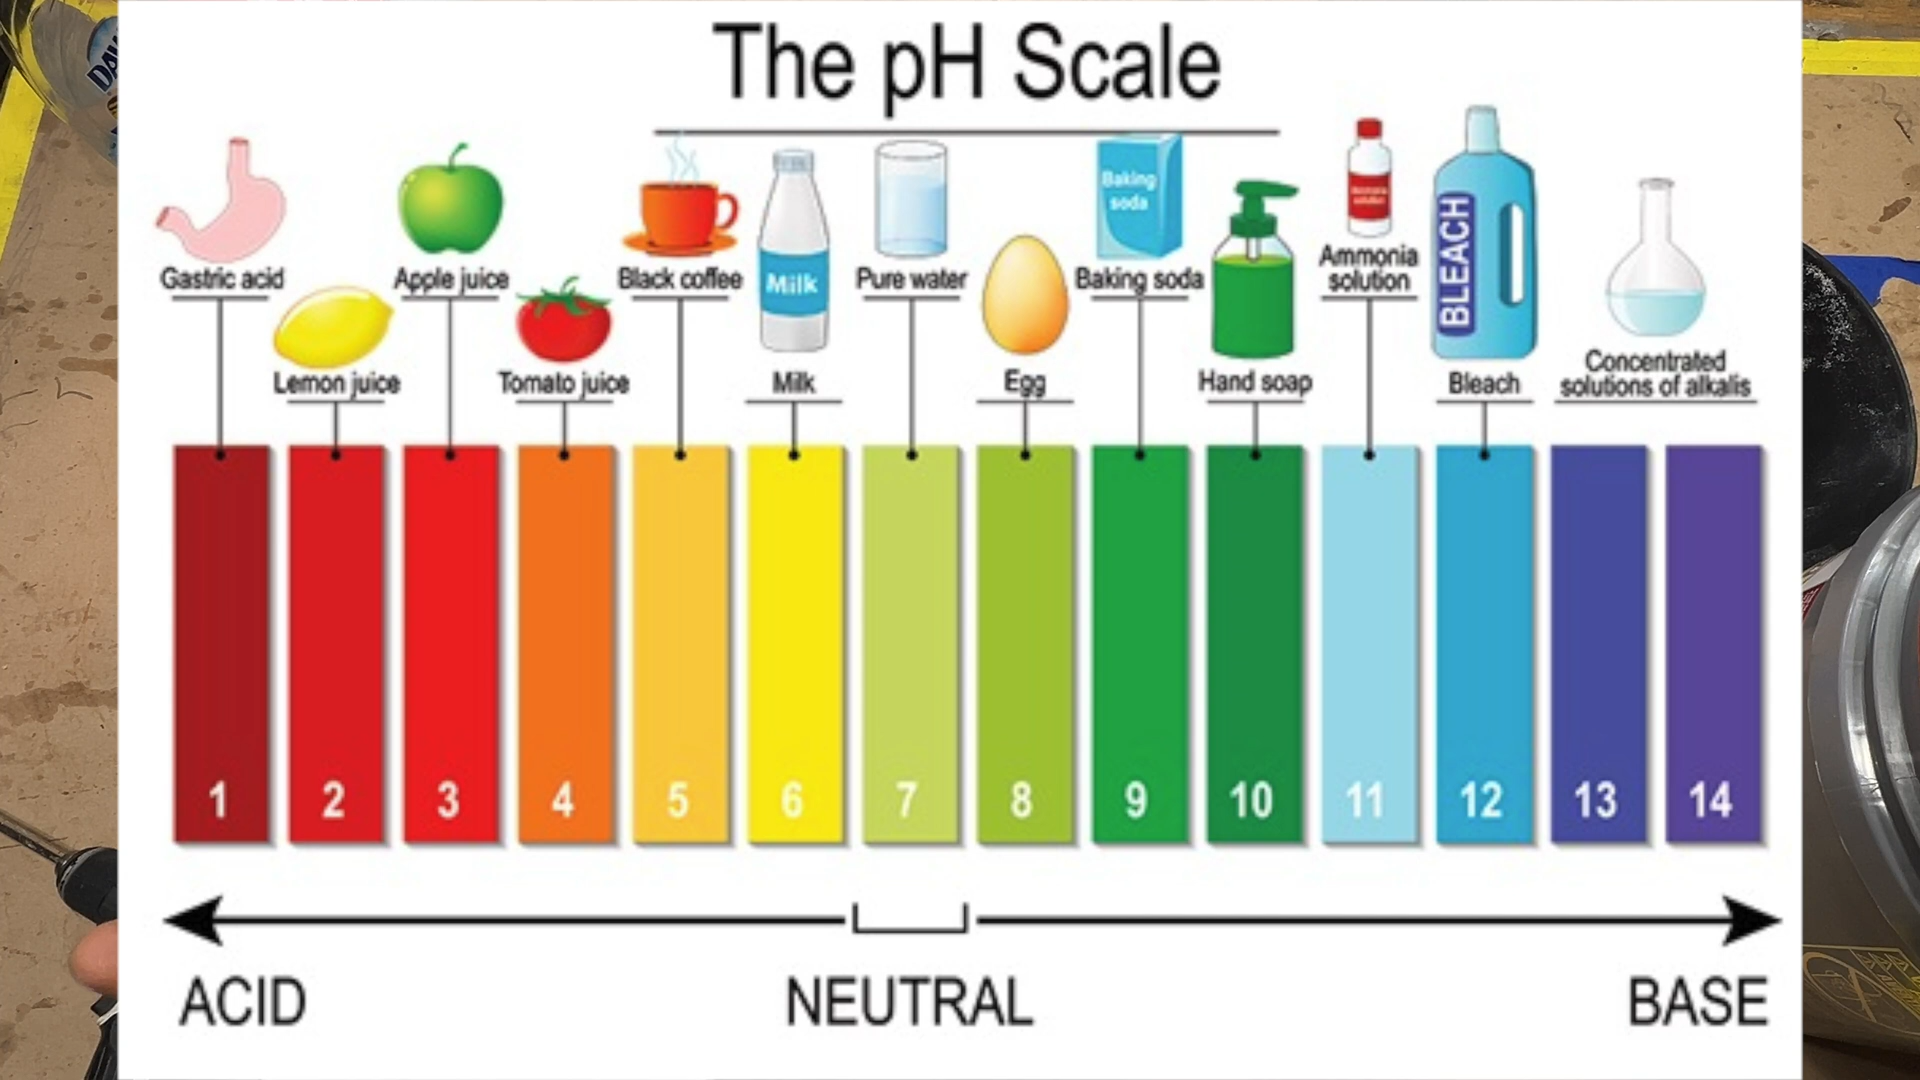 The pH Scale
Gastric acid
Lemon juice
Apple juice
Tomato juice
Black coffee
Milk
Milk
Pure water
Egg
Baking
soda
Baking soda
Hand soap
Ammonia
solution
BLEACH
Bleach
Concentrated
solutions of alkalis
1 2 3 4 5 6 7 8 9 10 11 12 13 14
ACID
NEUTRAL
BASE